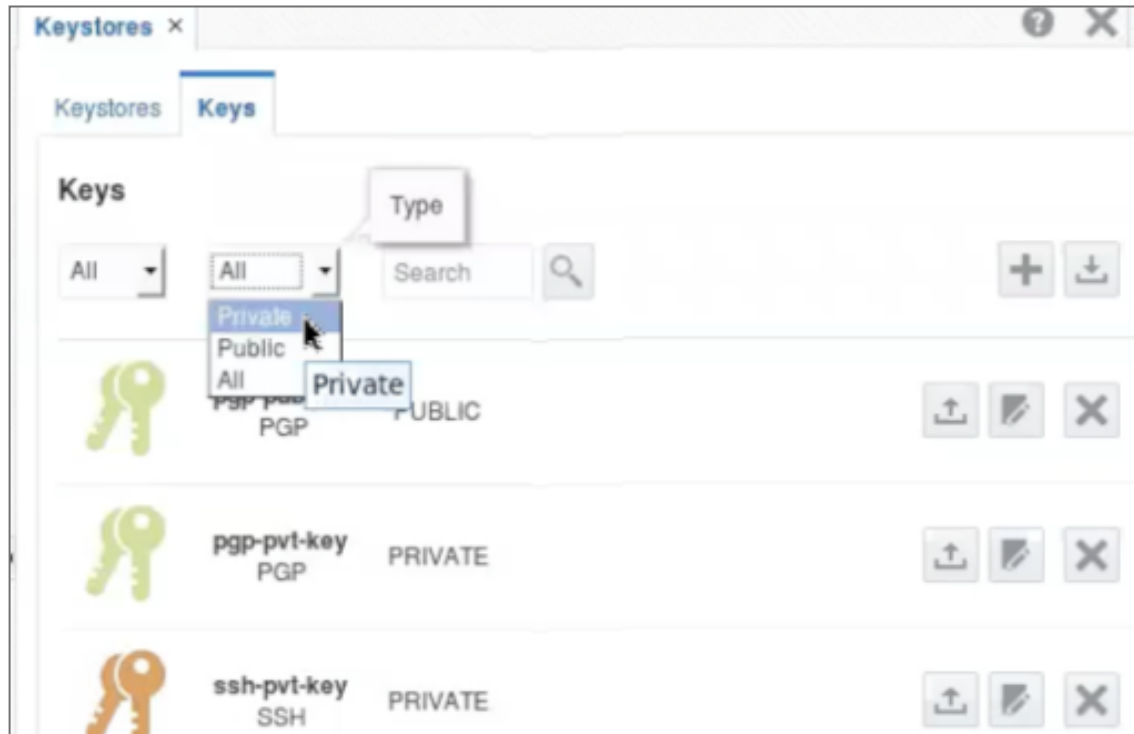 Keystores ×
Keystores Keys
Keys
Type
All All Search
Private
Public
All
Private
PUBLIC
PGP
pgp-pvt-key
PGP
PRIVATE
ssh-pvt-key
SSH
PRIVATE